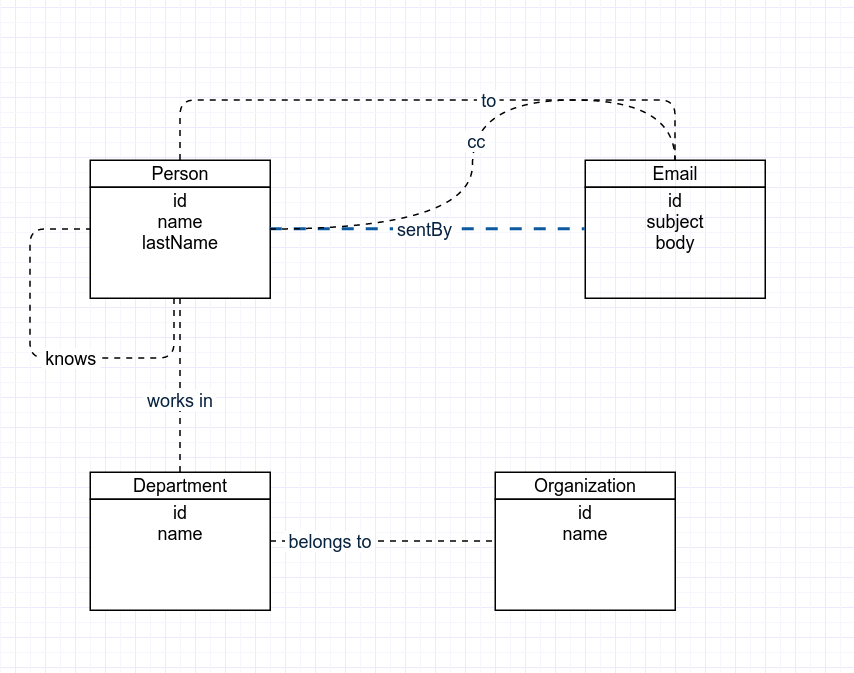 to
cc
Person
id
name
lastName
Email
id
subject
body
sentBy
knows
works in
Department
id
name
Organization
id
name
belongs to